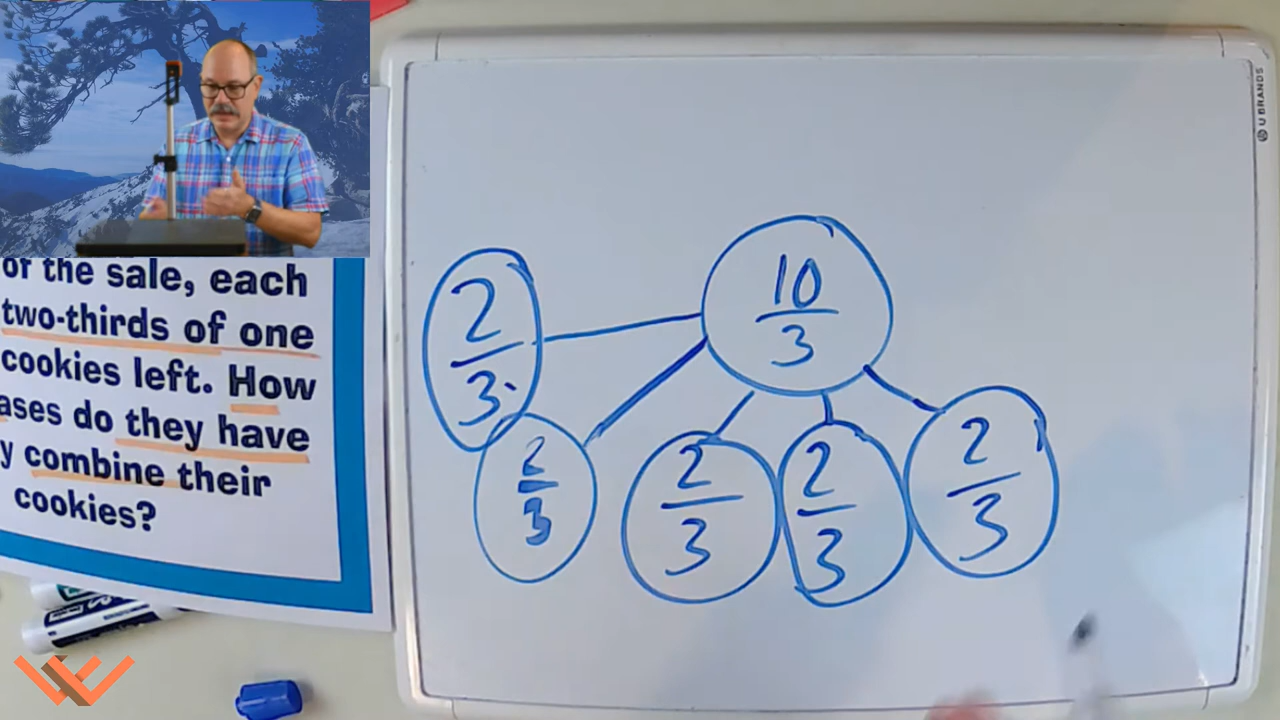 of the sale, each
two-thirds of one
cookies left. How
ases do they have
y combine their
cookies?
10
3
2
3
2
3
2
3
2
3
2
3
U BRANDS